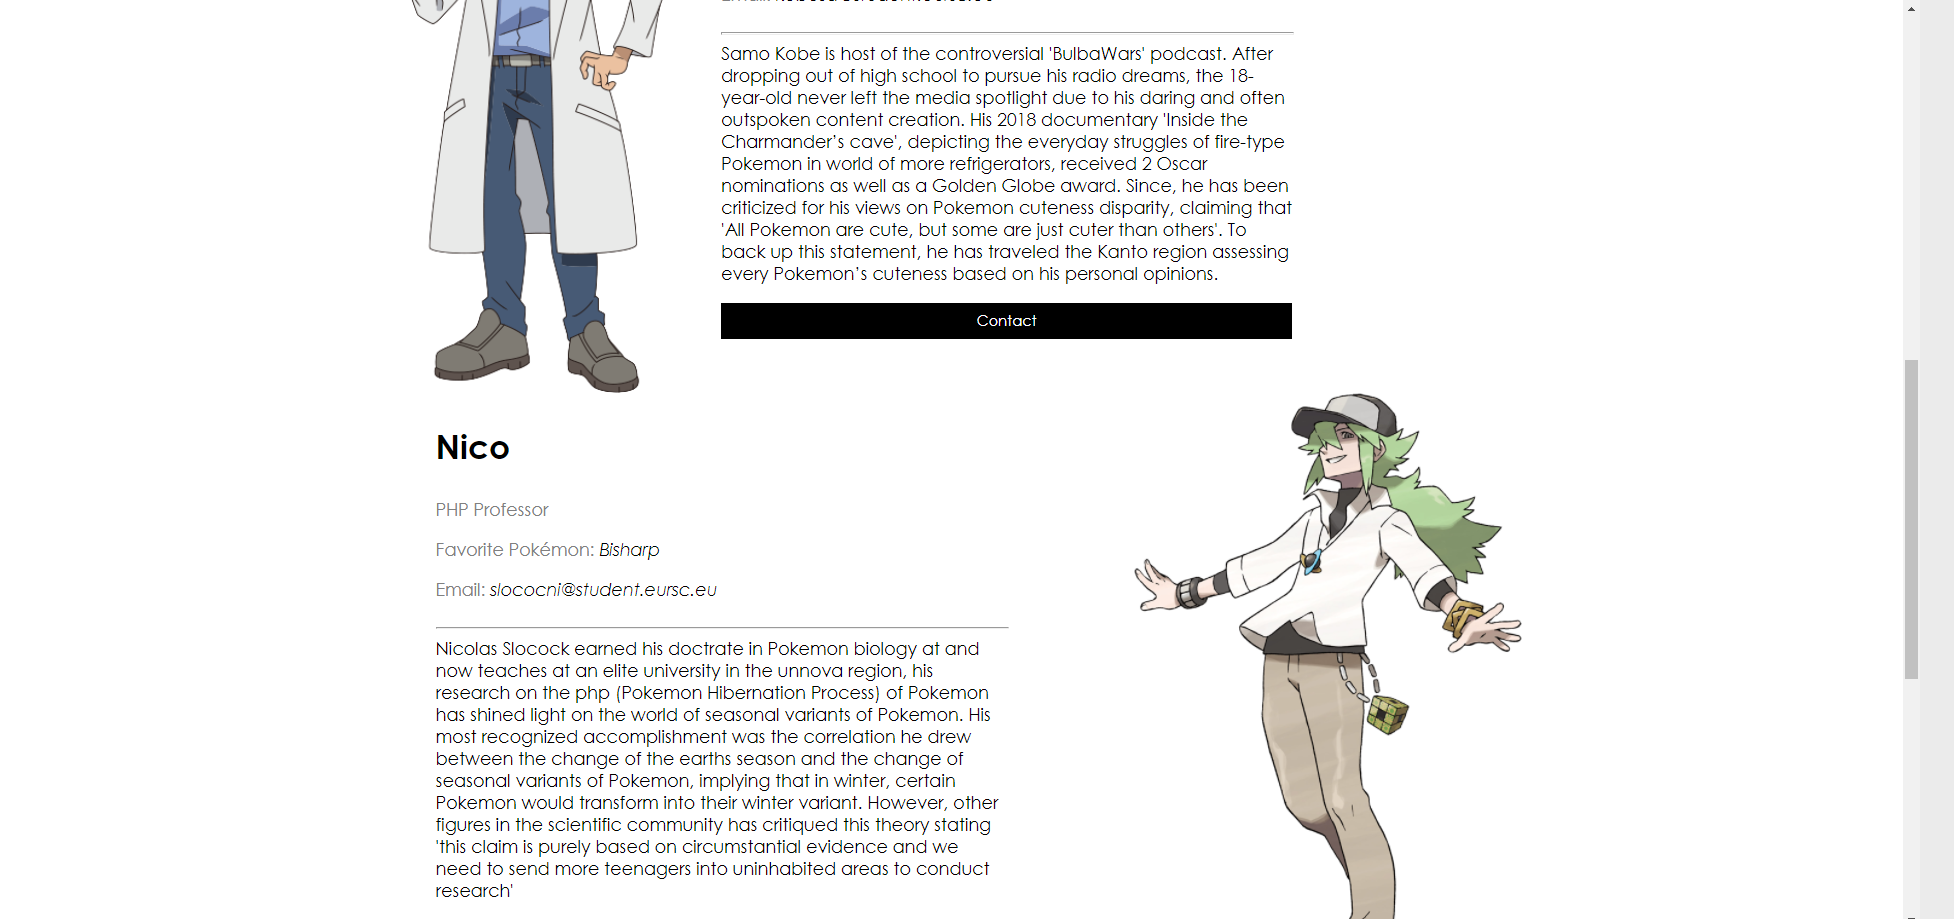 Samo Kobe is host of the controversial 'BulbaWars' podcast. After
dropping out of high school to pursue his radio dreams, the 18-
year-old never left the media spotlight due to his daring and often
outspoken content creation. His 2018 documentary 'Inside the
Charmander’s cave', depicting the everyday struggles of fire-type
Pokemon in world of more refrigerators, received 2 Oscar
nominations as well as a Golden Globe award. Since, he has been
criticized for his views on Pokemon cuteness disparity, claiming that
'All Pokemon are cute, but some are just cuter than others'. To
back up this statement, he has traveled the Kanto region assessing
every Pokemon’s cuteness based on his personal opinions.
Contact
Nico
PHP Professor
Favorite Pokémon: Bisharp
Email: slococni@student.eursc.eu
Nicolas Slocock earned his doctrate in Pokemon biology at and
now teaches at an elite university in the unnova region, his
research on the php (Pokemon Hibernation Process) of Pokemon
has shined light on the world of seasonal variants of Pokemon. His
most recognized accomplishment was the correlation he drew
between the change of the earths season and the change of
seasonal variants of Pokemon, implying that in winter, certain
Pokemon would transform into their winter variant. However, other
figures in the scientific community has critiqued this theory stating
'this claim is purely based on circumstantial evidence and we
need to send more teenagers into uninhabited areas to conduct
research'